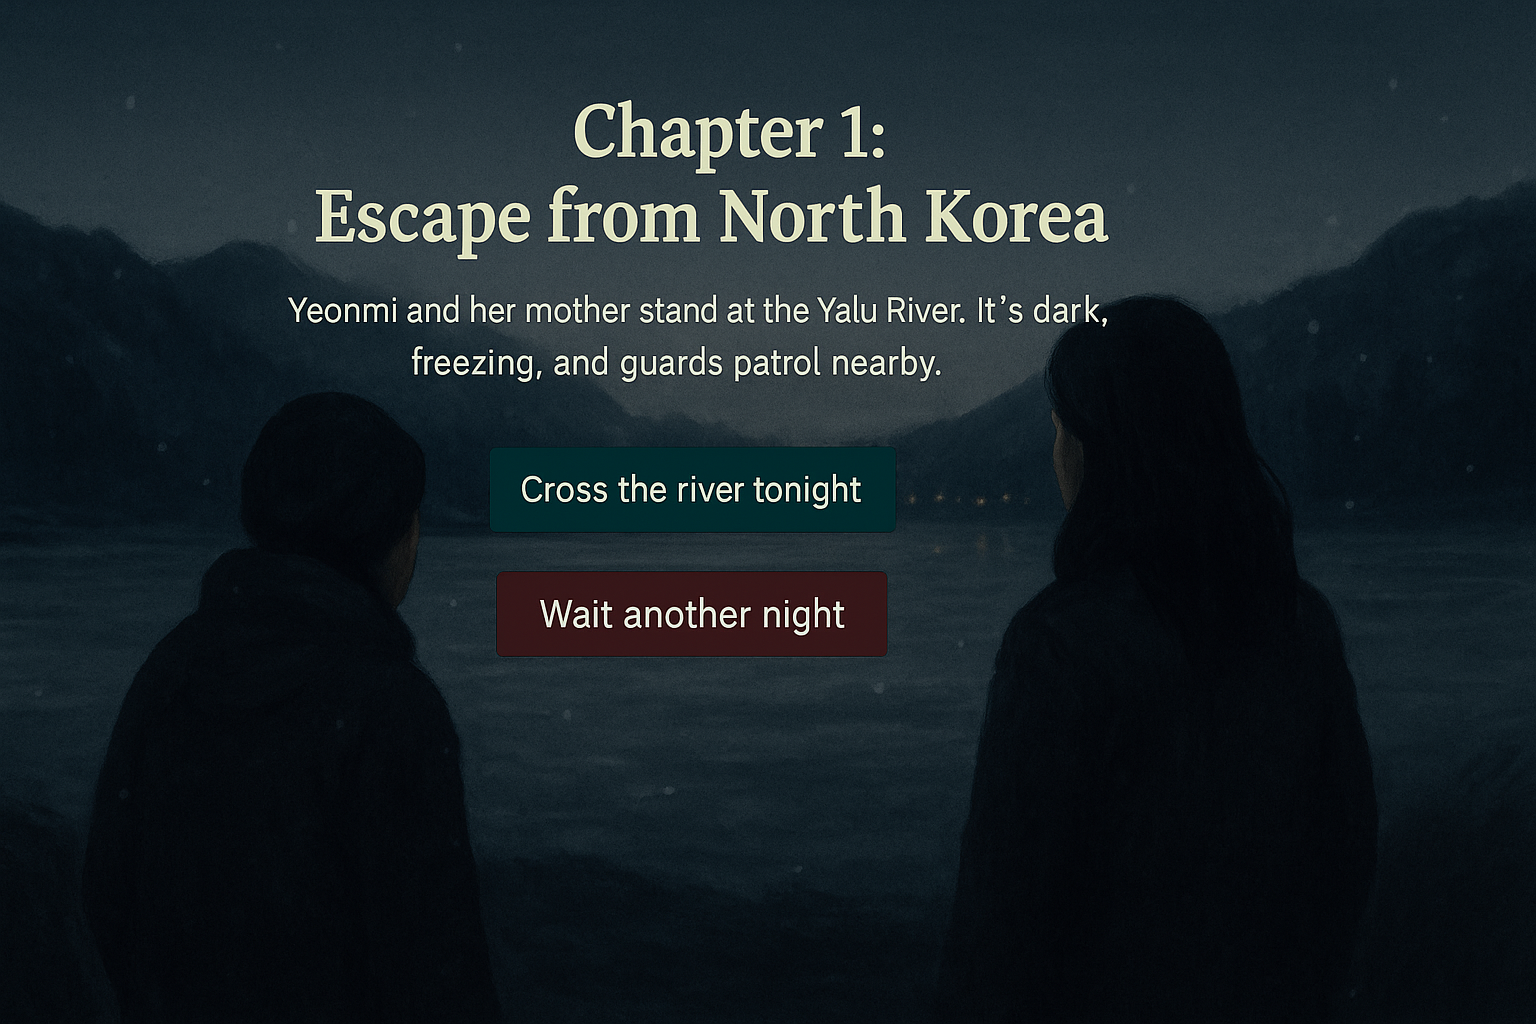 Chapter 1:
Escape from North Korea
Yeonmi and her mother stand at the Yalu River. It’s dark,
freezing, and guards patrol nearby.
Cross the river tonight
Wait another night